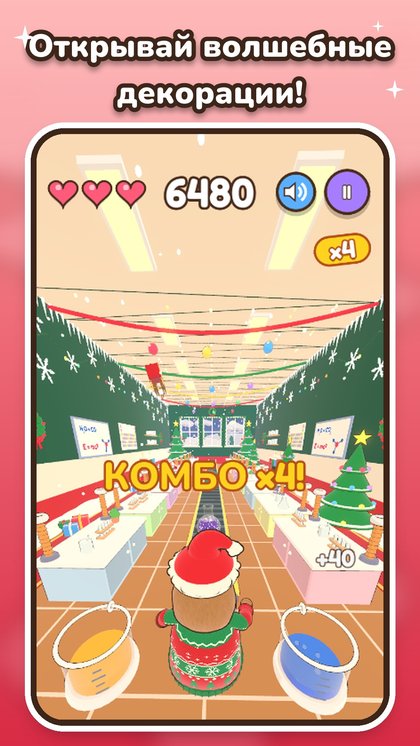 Открывай волшебные
декорации!
6480
x4
КОМБО x4!
+40